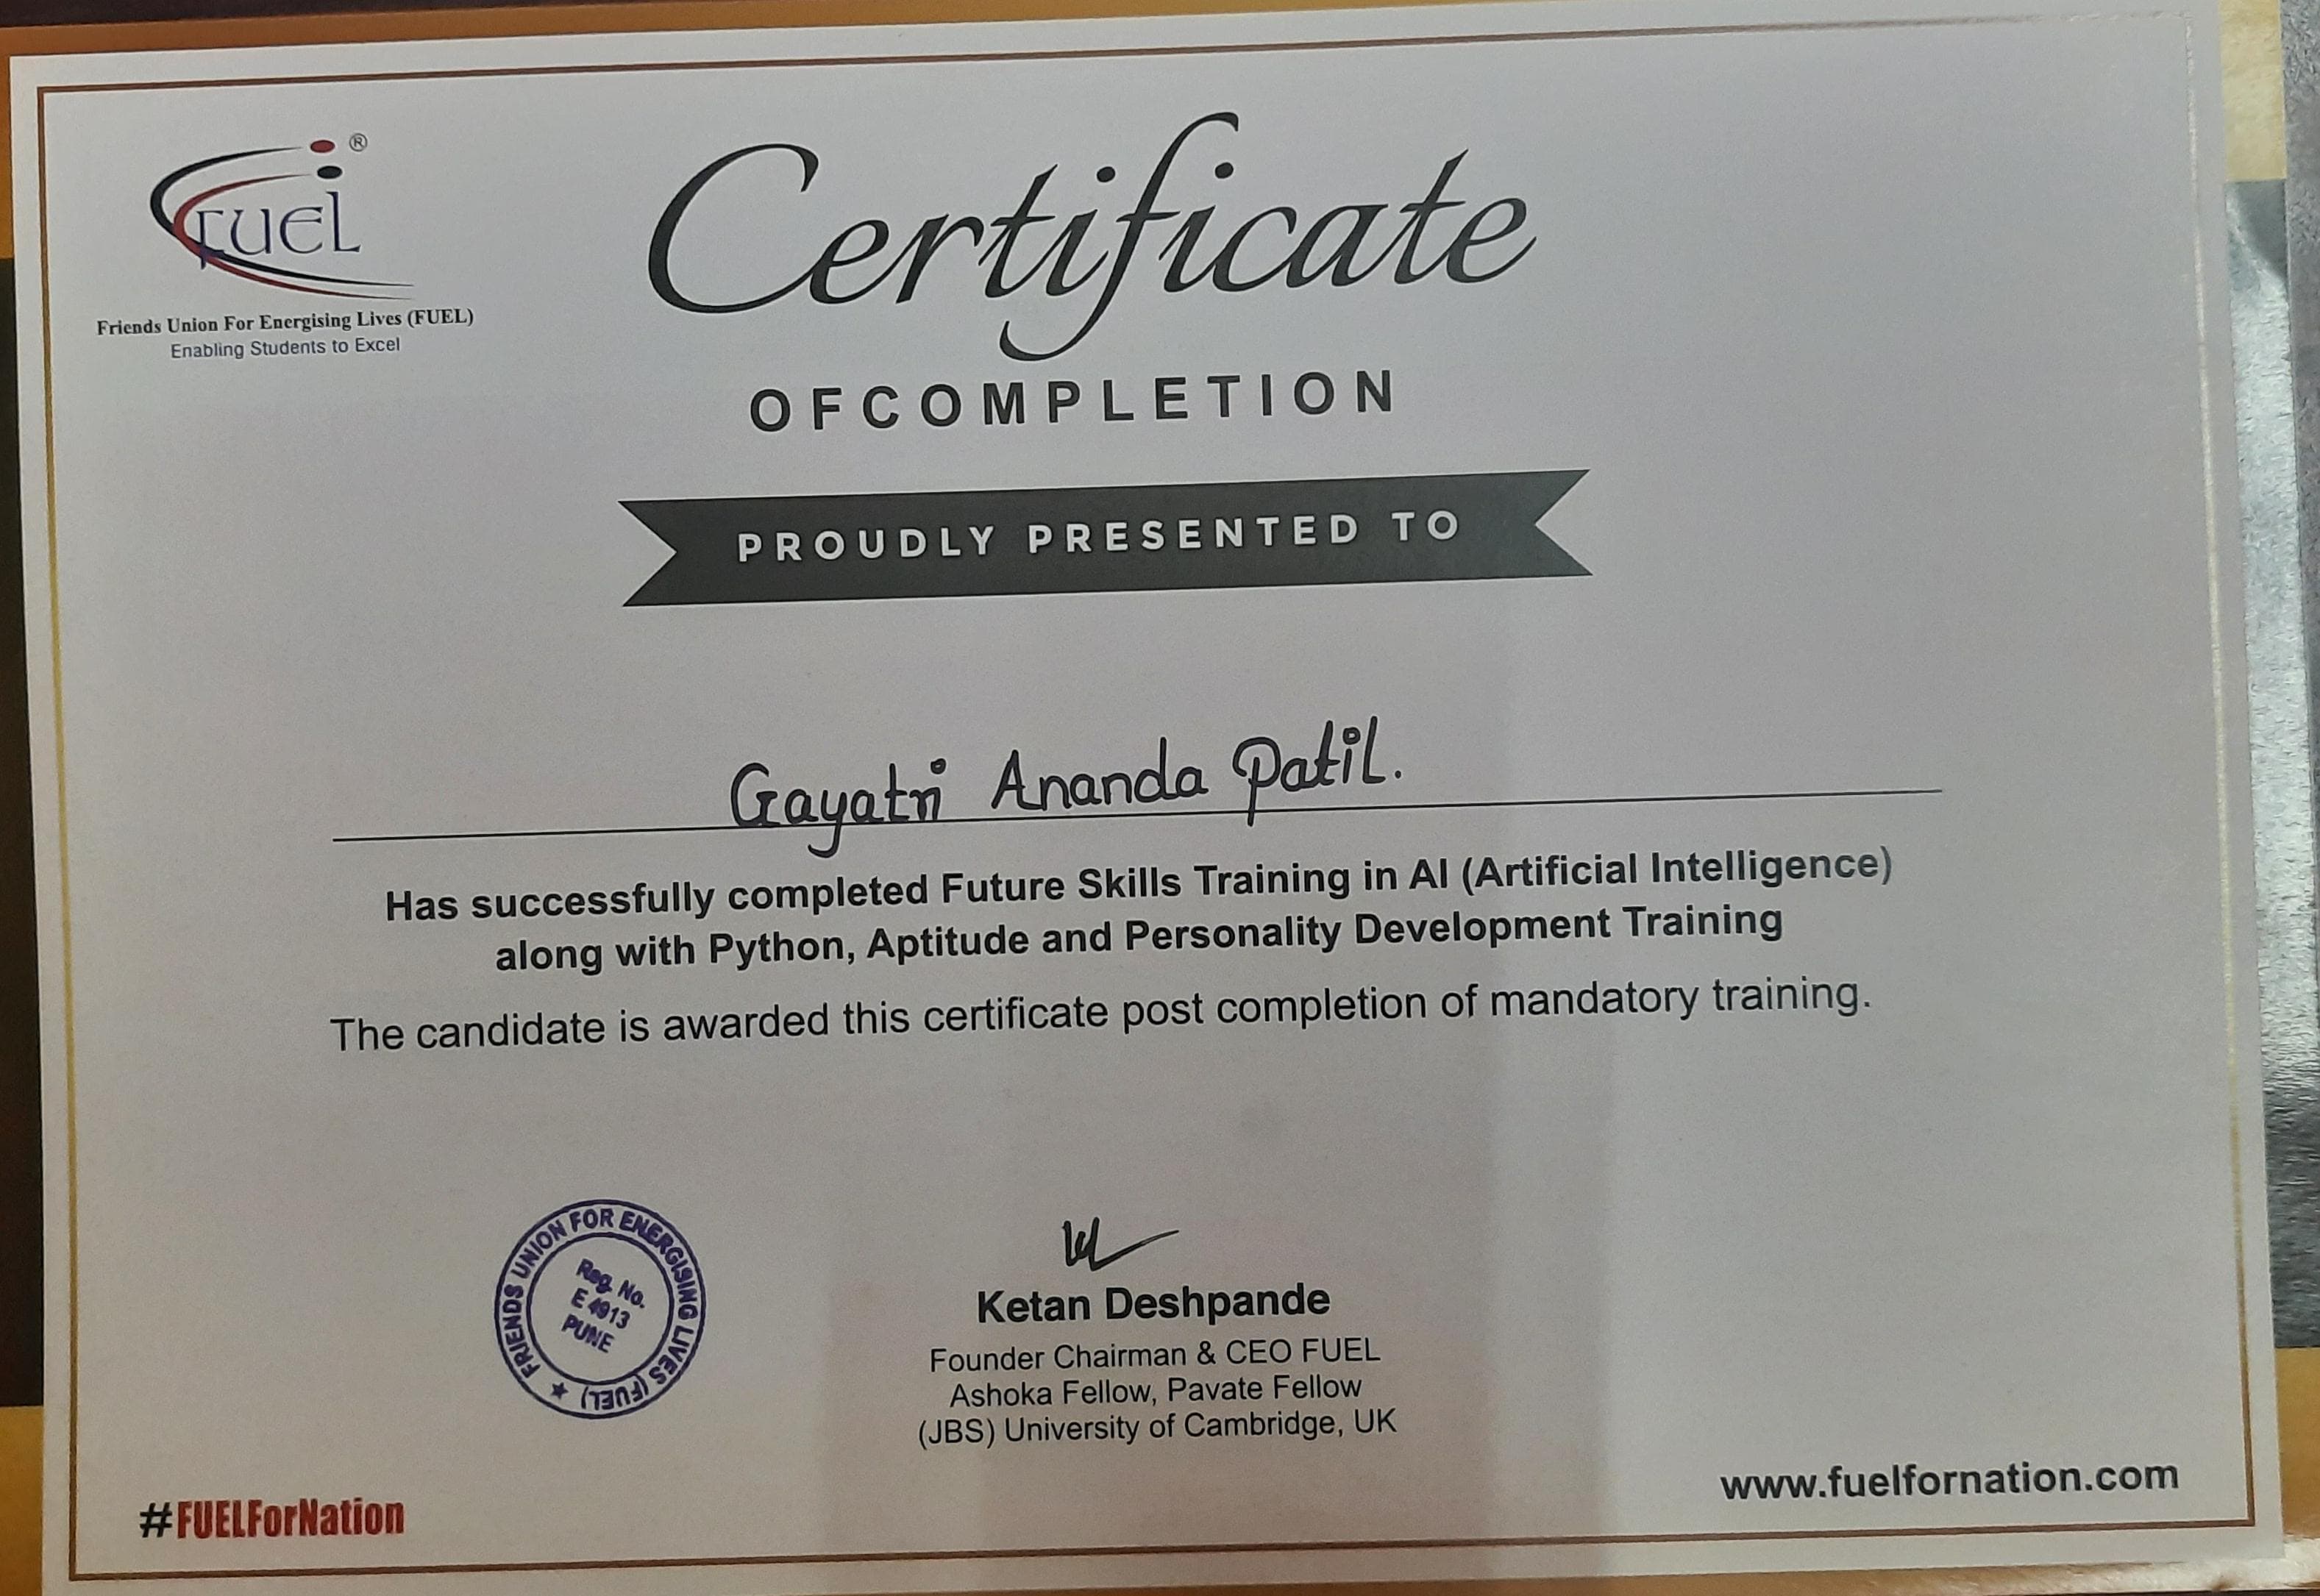 FUEL®
Friends Union For Energising Lives (FUEL)
Enabling Students to Excel
Certificate
OFCOMPLETION
PROUDLY PRESENTED TO
Gayatri Ananda Patil.
Has successfully completed Future Skills Training in AI (Artificial Intelligence)
along with Python, Aptitude and Personality Development Training
The candidate is awarded this certificate post completion of mandatory training.
FRIENDS UNION FOR ENERGISING LIVES (FUEL) ★
Reg. No.
E 4913
PUNE
Ketan Deshpande
Founder Chairman & CEO FUEL
Ashoka Fellow, Pavate Fellow
(JBS) University of Cambridge, UK
#FUELForNation
www.fuelfornation.com